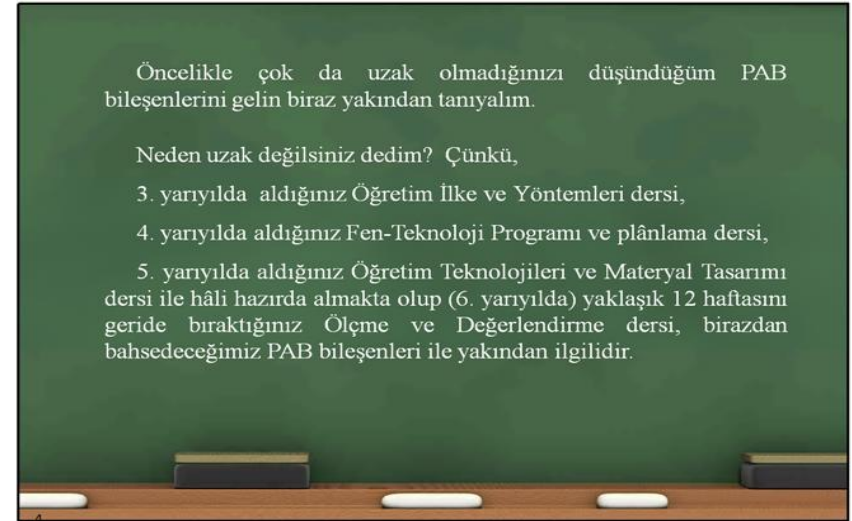 Öncelikle çok da uzak olmadığınızı düşündüğüm PAB
bileşenlerini gelin biraz yakından tanıyalım.
Neden uzak değilsiniz dedim? Çünkü,
3. yarıyılda aldığınız Öğretim İlke ve Yöntemleri dersi,
4. yarıyılda aldığınız Fen-Teknoloji Programı ve plânlama dersi,
5. yarıyılda aldığınız Öğretim Teknolojileri ve Materyal Tasarımı
dersi ile hâli hazırda almakta olup (6. yarıyılda) yaklaşık 12 haftasını
geride bıraktığınız Ölçme ve Değerlendirme dersi, birazdan
bahsedeceğimiz PAB bileşenleri ile yakından ilgilidir.